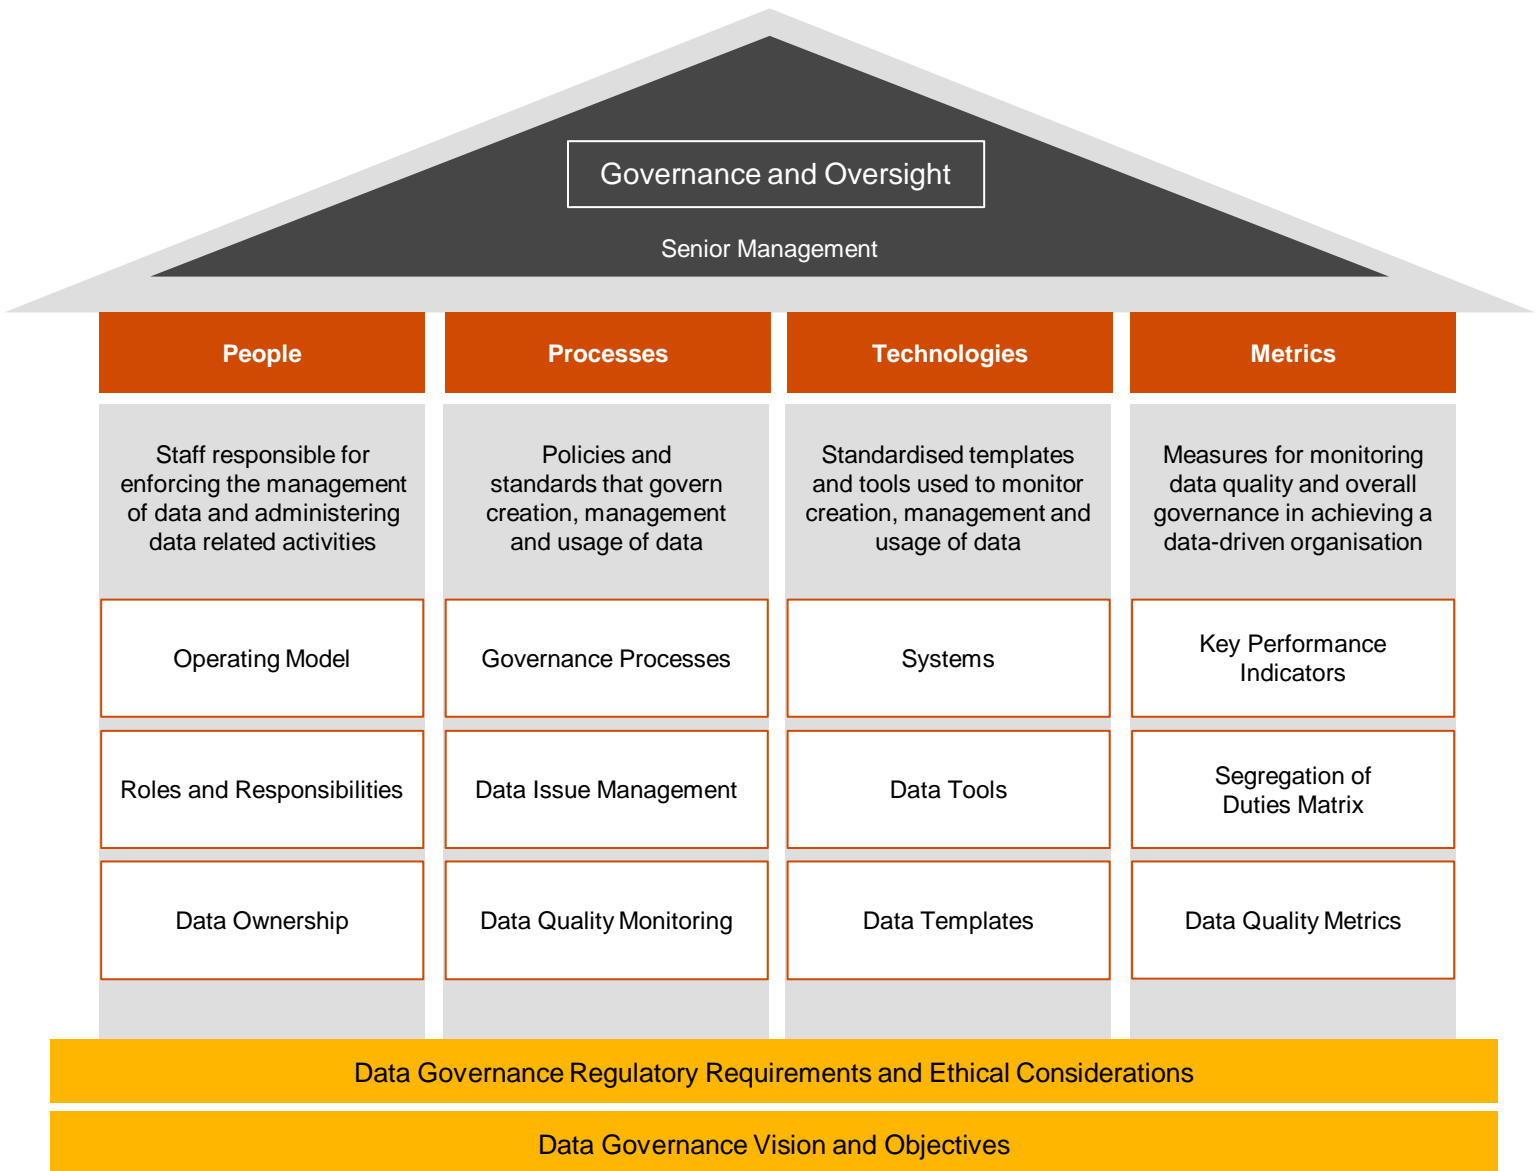 Governance and Oversight
Senior Management
People
Processes
Technologies
Metrics
Staff responsible for
enforcing the management
of data and administering
data related activities
Policies and
standards that govern
creation, management
and usage of data
Standardised templates
and tools used to monitor
creation, management and
usage of data
Measures for monitoring
data quality and overall
governance in achieving a
data-driven organisation
Operating Model
Governance Processes
Systems
Key Performance
Indicators
Roles and Responsibilities
Data Issue Management
Data Tools
Segregation of
Duties Matrix
Data Ownership
Data Quality Monitoring
Data Templates
Data Quality Metrics
Data Governance Regulatory Requirements and Ethical Considerations
Data Governance Vision and Objectives